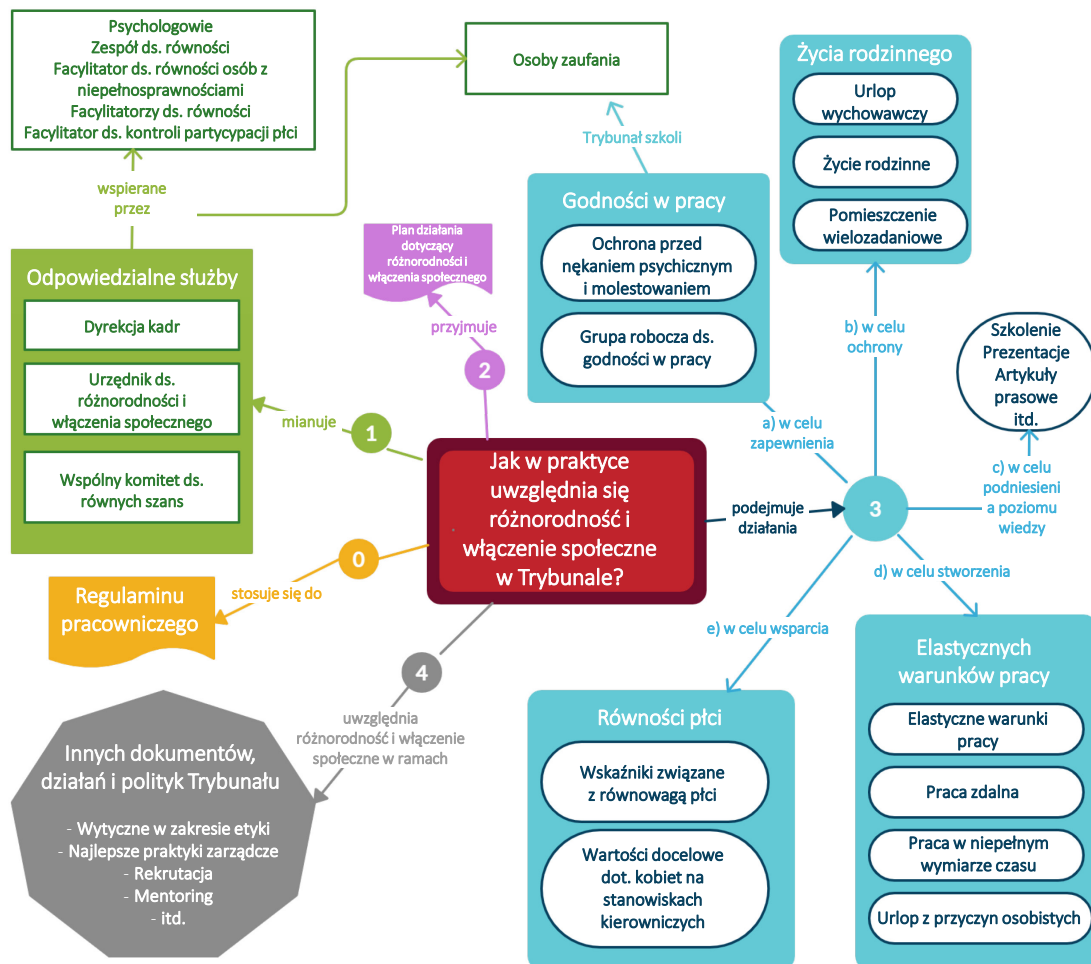 Psychologowie
Zespół ds. równości
Facylitator ds. równości osób z
niepełnosprawnościami
Facylitatorzy ds. równości
Facylitator ds. kontroli partycypacji płci
Osoby zaufania
wspierane
przez
Trybunał szkoli
Odpowiedzialne służby
Dyrekcja kadr
Urzędnik ds.
różnorodności i
włączenia społecznego
Wspólny komitet ds.
równych szans
mianuje
1
Plan działania
dotyczący
różnorodności i
włączenia społecznego
przyjmuje
2
Godności w pracy
Ochrona przed
nękaniem psychicznym
i molestowaniem
Grupa robocza ds.
godności w pracy
Życia rodzinnego
Urlop
wychowawczy
Życie rodzinne
Pomieszczenie
wielozadaniowe
b) w celu
ochrony
Szkolenie
Prezentacje
Artykuły
prasowe
itd.
a) w celu
zapewnienia
c) w celu
podniesieni
a poziomu
wiedzy
Jak w praktyce
uwzględnia się
różnorodność i
włączenie społeczne
w Trybunale?
podejmuje
działania
3
0
stosuje się do
Regulaminu
pracowniczego
d) w celu stworzenia
e) w celu wsparcia
4
uwzględnia
różnorodność i włączenie
społeczne w ramach
Innych dokumentów,
działań i polityk Trybunału
- Wytyczne w zakresie etyki
- Najlepsze praktyki zarządcze
- Rekrutacja
- Mentoring
- itd.
Równości płci
Wskaźniki związane
z równowagą płci
Wartości docelowe
dot. kobiet na
stanowiskach
kierowniczych
Elastycznych
warunków pracy
Elastyczne warunki
pracy
Praca zdalna
Praca w niepełnym
wymiarze czasu
Urlop z przyczyn osobistych